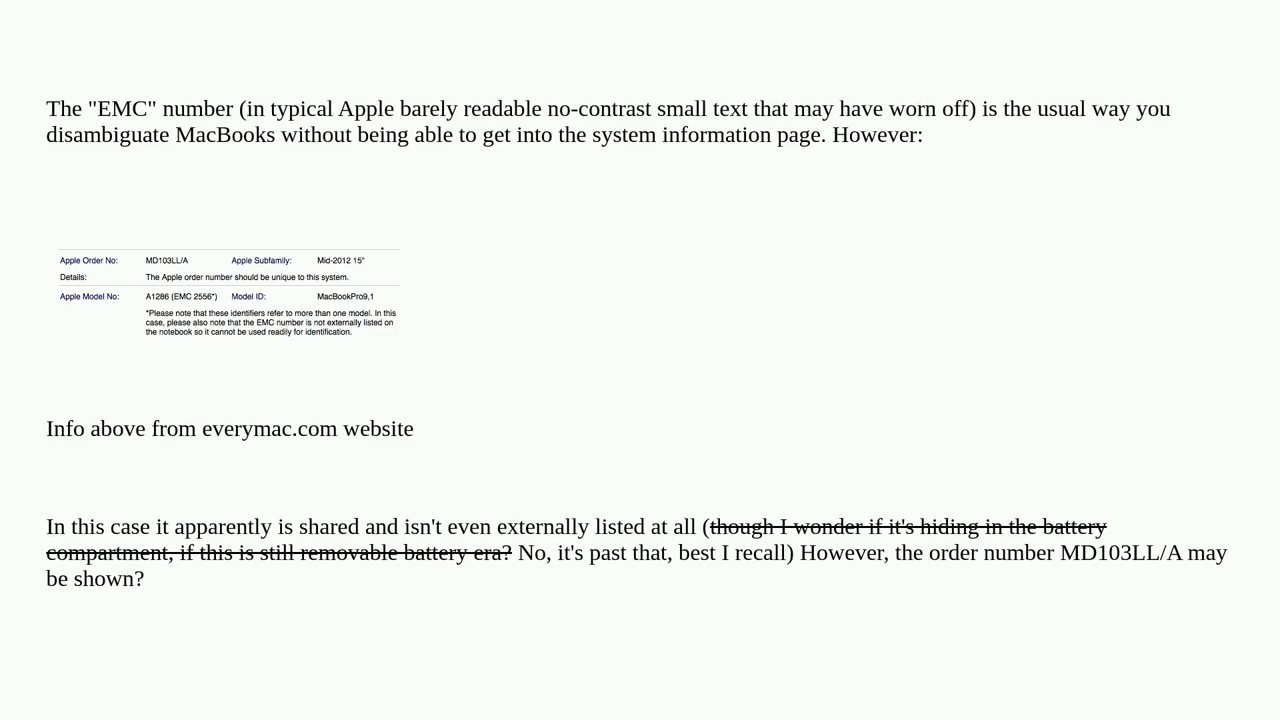 The "EMC" number (in typical Apple barely readable no-contrast small text that may have worn off) is the usual way you
disambiguate MacBooks without being able to get into the system information page. However:
Apple Order No: MD103LL/A Apple Subfamily: Mid-2012 15"
Details: The Apple order number should be unique to this system.
Apple Model No: A1286 (EMC 2556*) Model ID: MacBookPro9,1
*Please note that these identifiers refer to more than one model. In this
case, please also note that the EMC number is not externally listed on
the notebook so it cannot be used readily for identification.
Info above from everymac.com website
In this case it apparently is shared and isn't even externally listed at all (though I wonder if it's hiding in the battery
compartment, if this is still removable battery era? No, it's past that, best I recall) However, the order number MD103LL/A may
be shown?